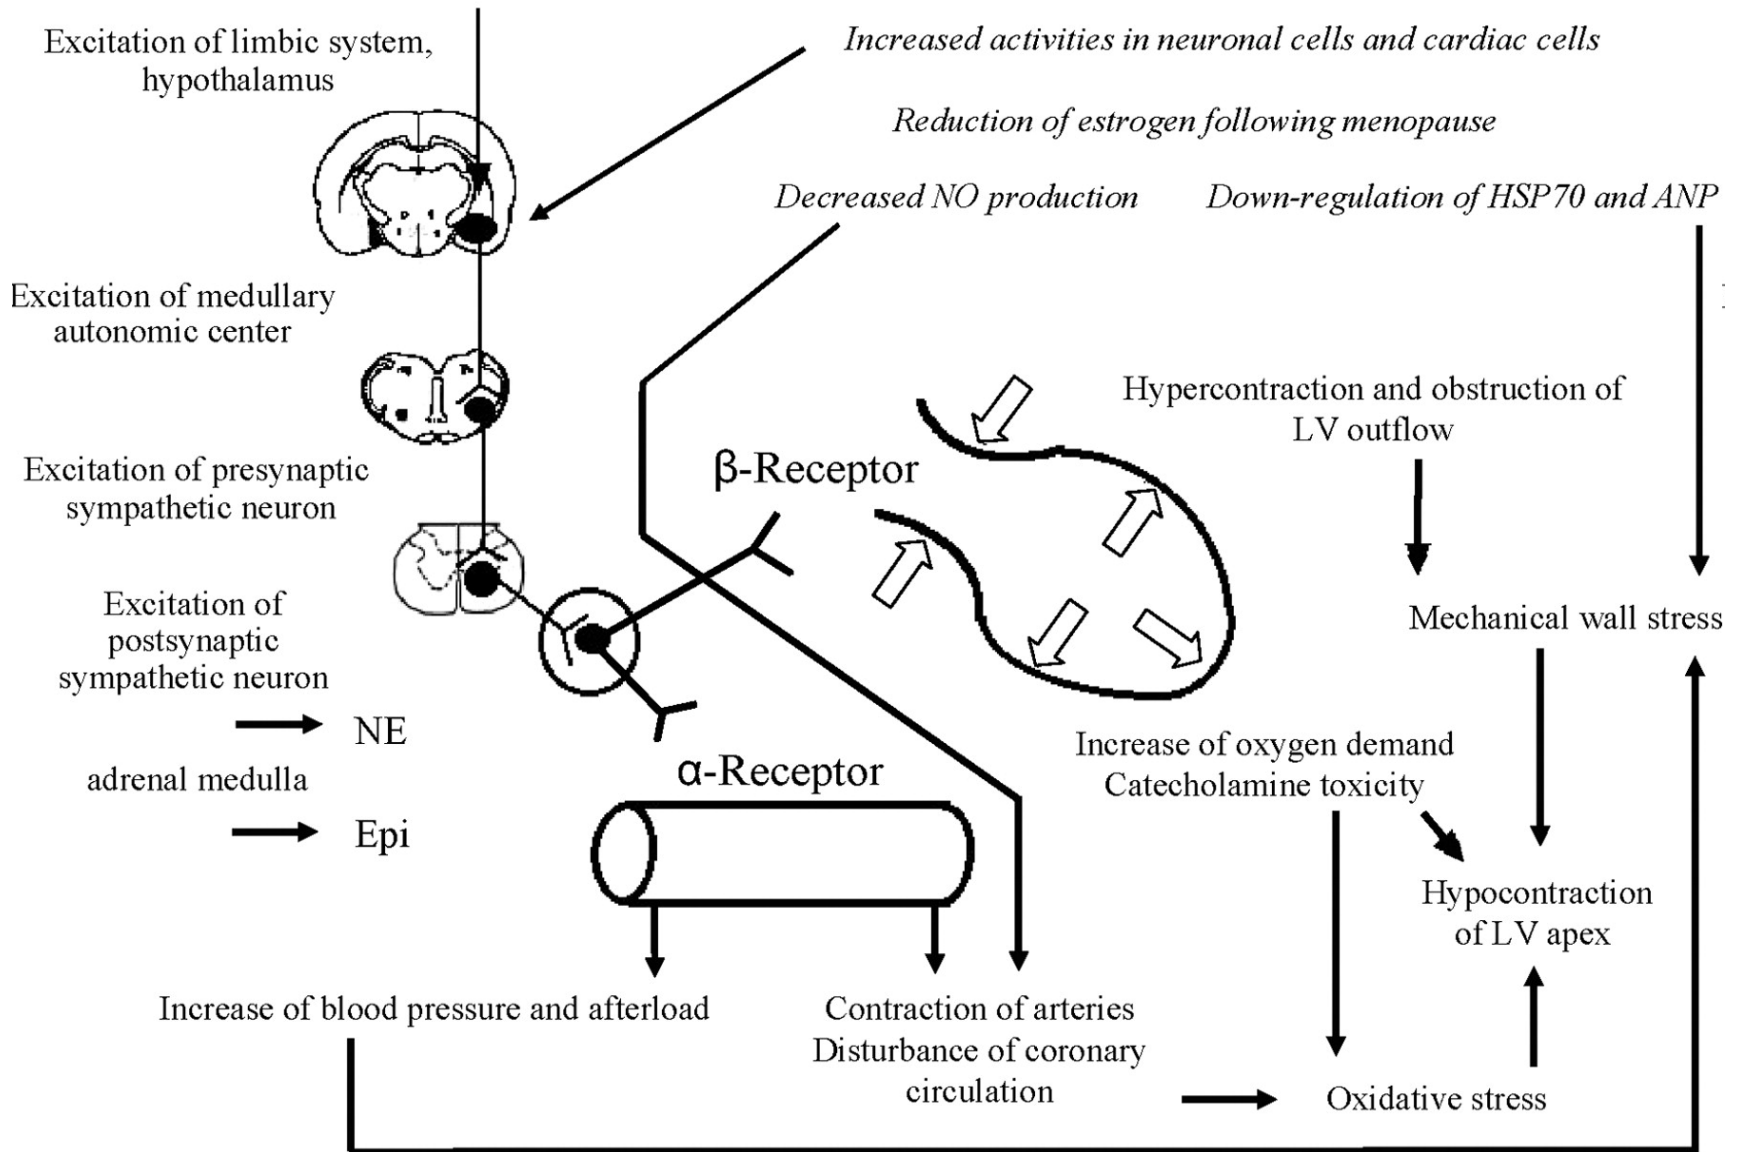 Excitation of limbic system,
hypothalamus
Increased activities in neuronal cells and cardiac cells
Reduction of estrogen following menopause
Decreased NO production
Down-regulation of HSP70 and ANP
Excitation of medullary
autonomic center
Hypercontraction and obstruction of
LV outflow
Excitation of presynaptic
sympathetic neuron
β-Receptor
Excitation of
postsynaptic
sympathetic neuron
Mechanical wall stress
NE
adrenal medulla
Epi
α-Receptor
Increase of oxygen demand
Catecholamine toxicity
Hypocontraction
of LV apex
Increase of blood pressure and afterload
Contraction of arteries
Disturbance of coronary
circulation
Oxidative stress